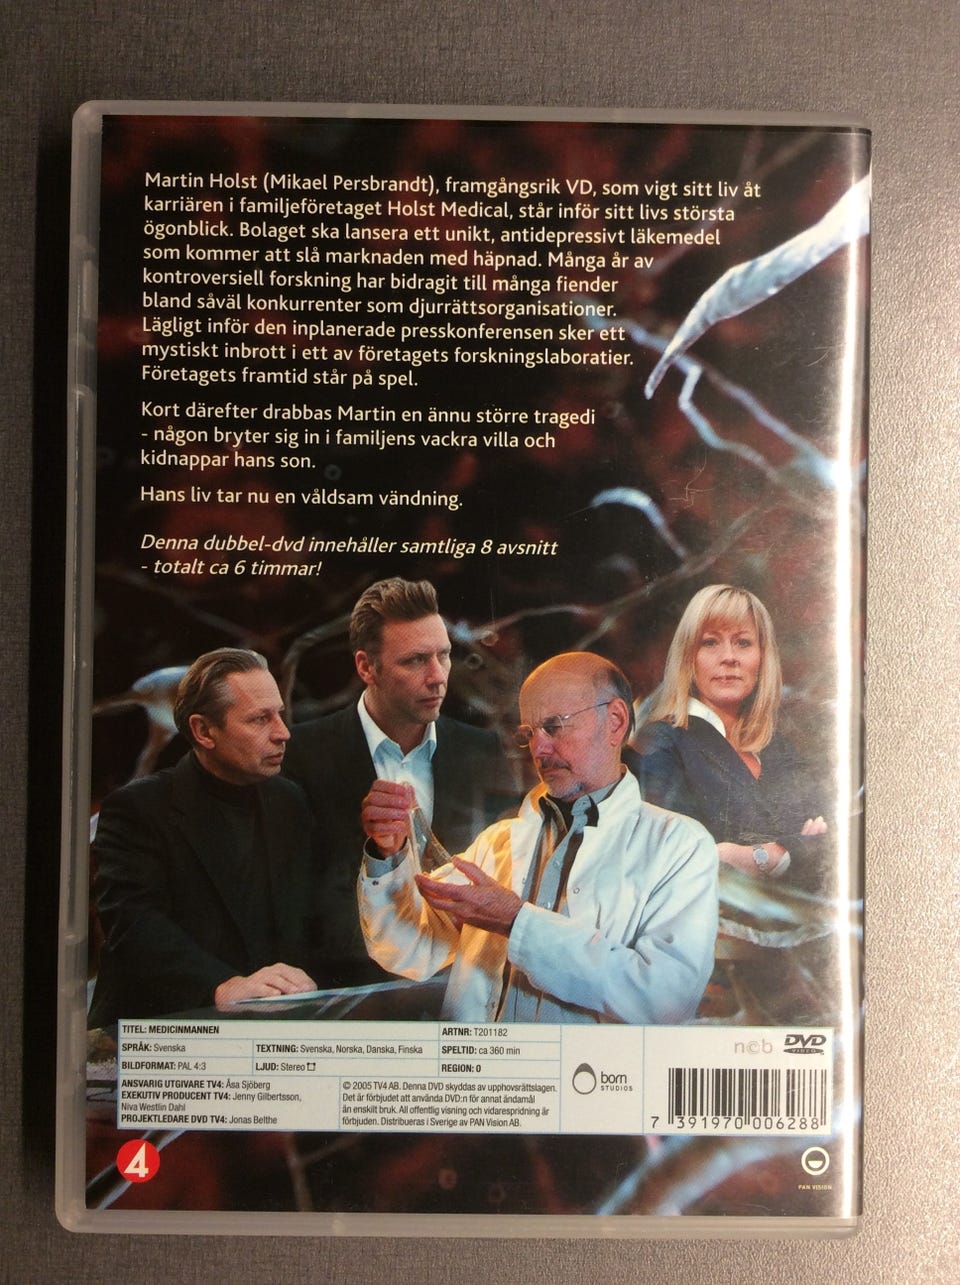 Martin Holst (Mikael Persbrandt), framgångsrik VD, som vigt sitt liv åt
karriären i familjeföretaget Holst Medical, står inför sitt livs största
ögonblick. Bolaget ska lansera ett unikt, antidepressivt läkemedel
som kommer att slå marknaden med häpnad. Många år av
kontroversiell forskning har bidragit till många fiender
bland såväl konkurrenter som djurrättsorganisationer.
Lägligt inför den inplanerade presskonferensen sker ett
mystiskt inbrott i ett av företagets forskningslaboratier.
Företagets framtid står på spel.
Kort därefter drabbas Martin en ännu större tragedi
- någon bryter sig in i familjens vackra villa och
kidnappar hans son.
Hans liv tar nu en våldsam vändning.
Denna dubbel-dvd innehåller samtliga 8 avsnitt
- totalt ca 6 timmar!
TITEL: MEDICINMANNEN
ARTNR: T201182
SPRÅK: Svenska
TEXTNING: Svenska, Norska, Danska, Finska
SPELTID: ca 360 min
BILDFORMAT: PAL 4:3
LJUD: Stereo
REGION: 0
ANSVARIG UTGIVARE TV4: Åsa Sjöberg
EXEKUTIV PRODUCENT TV4: Jenny Gilbertsson,
Niva Westlin Dahl
PROJEKTLEDARE DVD TV4: Jonas Belthe
© 2005 TV4 AB. Denna DVD skyddas av upphovsrättslagen.
Det är förbjudet att använda DVD:n för annat ändamål
än enskilt bruk. All offentlig visning och vidarespridning är
förbjuden. Distribueras i Sverige av PAN Vision AB.
born
STUDIOS
n©b
DVD
VIDEO
7 391970 006288
4
PAN VISION